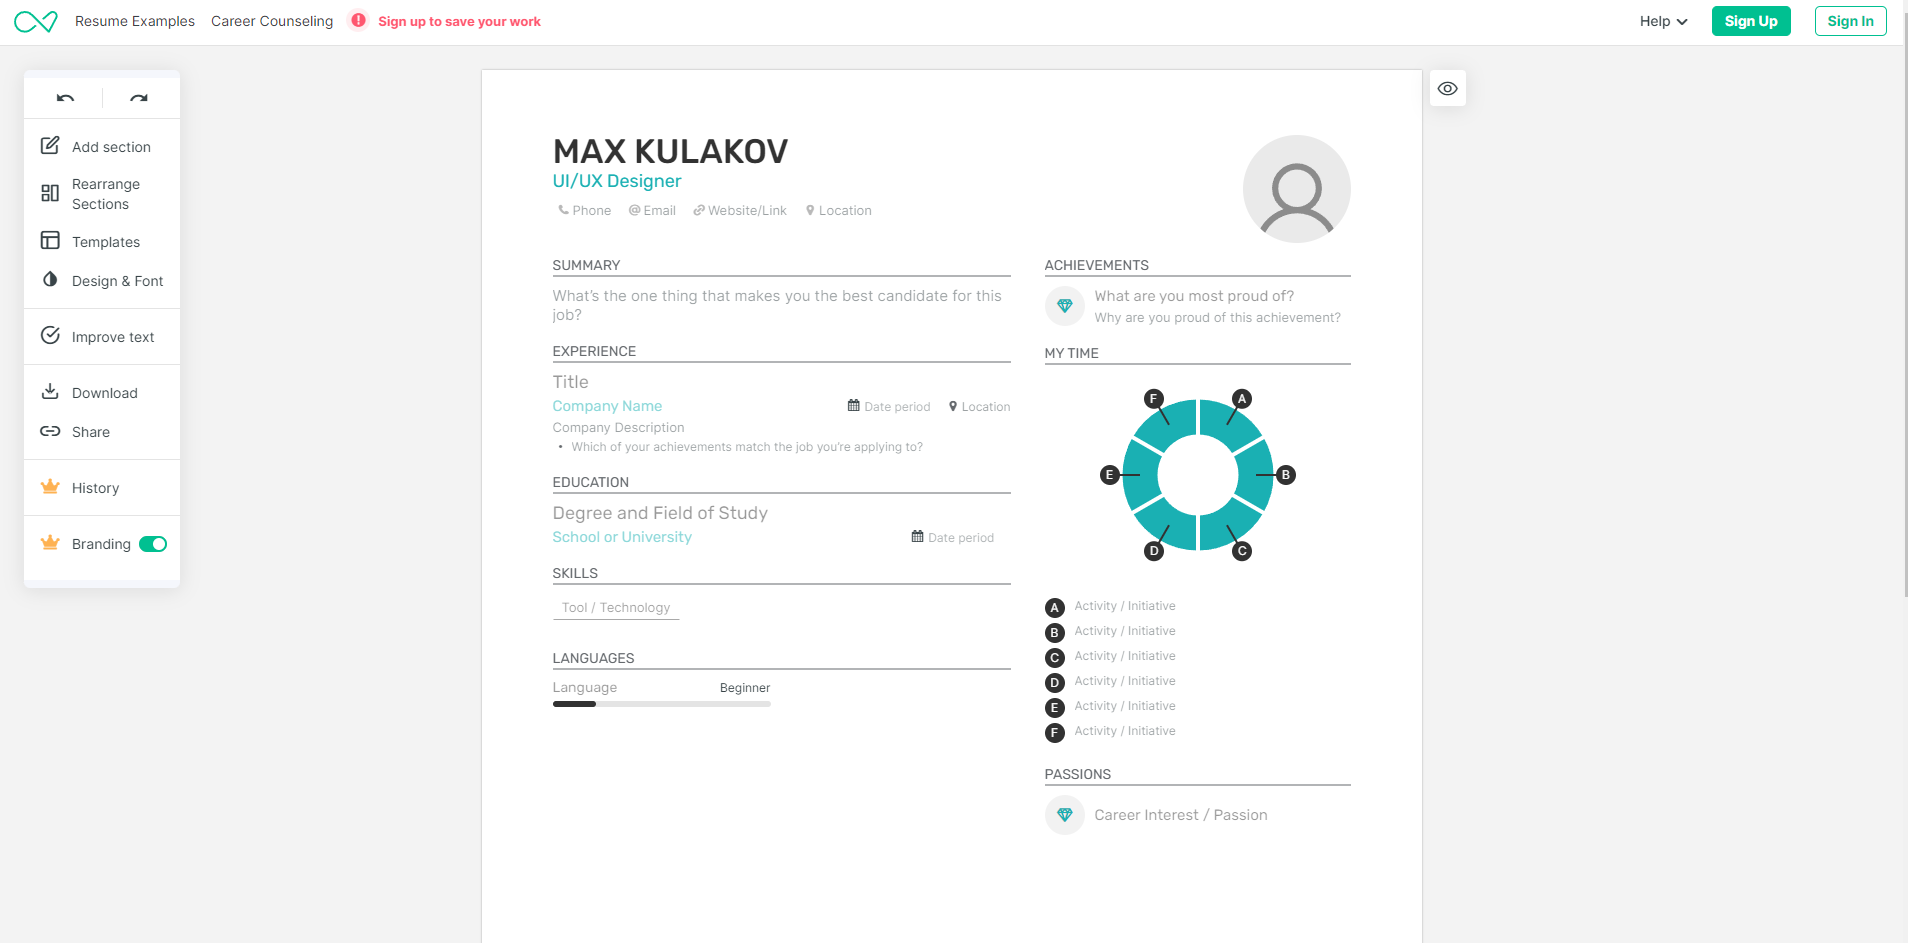 Resume Examples Career Counseling ! Sign up to save your work Help Sign Up Sign In
Add section
Rearrange
Sections
Templates
Design & Font
Improve text
Download
Share
History
Branding
MAX KULAKOV
UI/UX Designer
Phone @ Email Website/Link Location
SUMMARY
What's the one thing that makes you the best candidate for this
job?
EXPERIENCE
Title
Company Name Date period Location
Company Description
• Which of your achievements match the job you're applying to?
EDUCATION
Degree and Field of Study
School or University Date period
SKILLS
Tool / Technology
LANGUAGES
Language Beginner
ACHIEVEMENTS
What are you most proud of?
Why are you proud of this achievement?
MY TIME
F A
E B
D C
A Activity / Initiative
B Activity / Initiative
C Activity / Initiative
D Activity / Initiative
E Activity / Initiative
F Activity / Initiative
PASSIONS
Career Interest / Passion